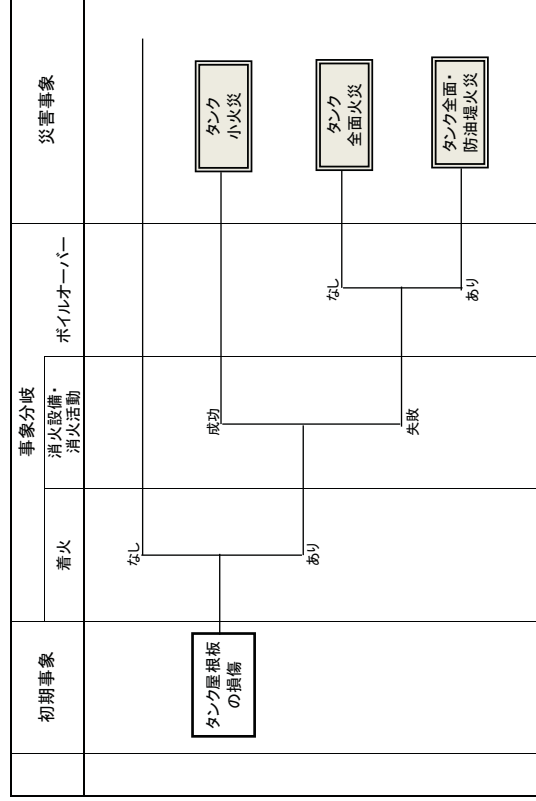 初期事象
事象分岐
災害事象
着火
消火設備・
消火活動
ボイルオーバー
タンク屋根板
の損傷
なし
あり
成功
失敗
なし
あり
タンク
小火災
タンク
全面火災
タンク全面・
防油堤火災